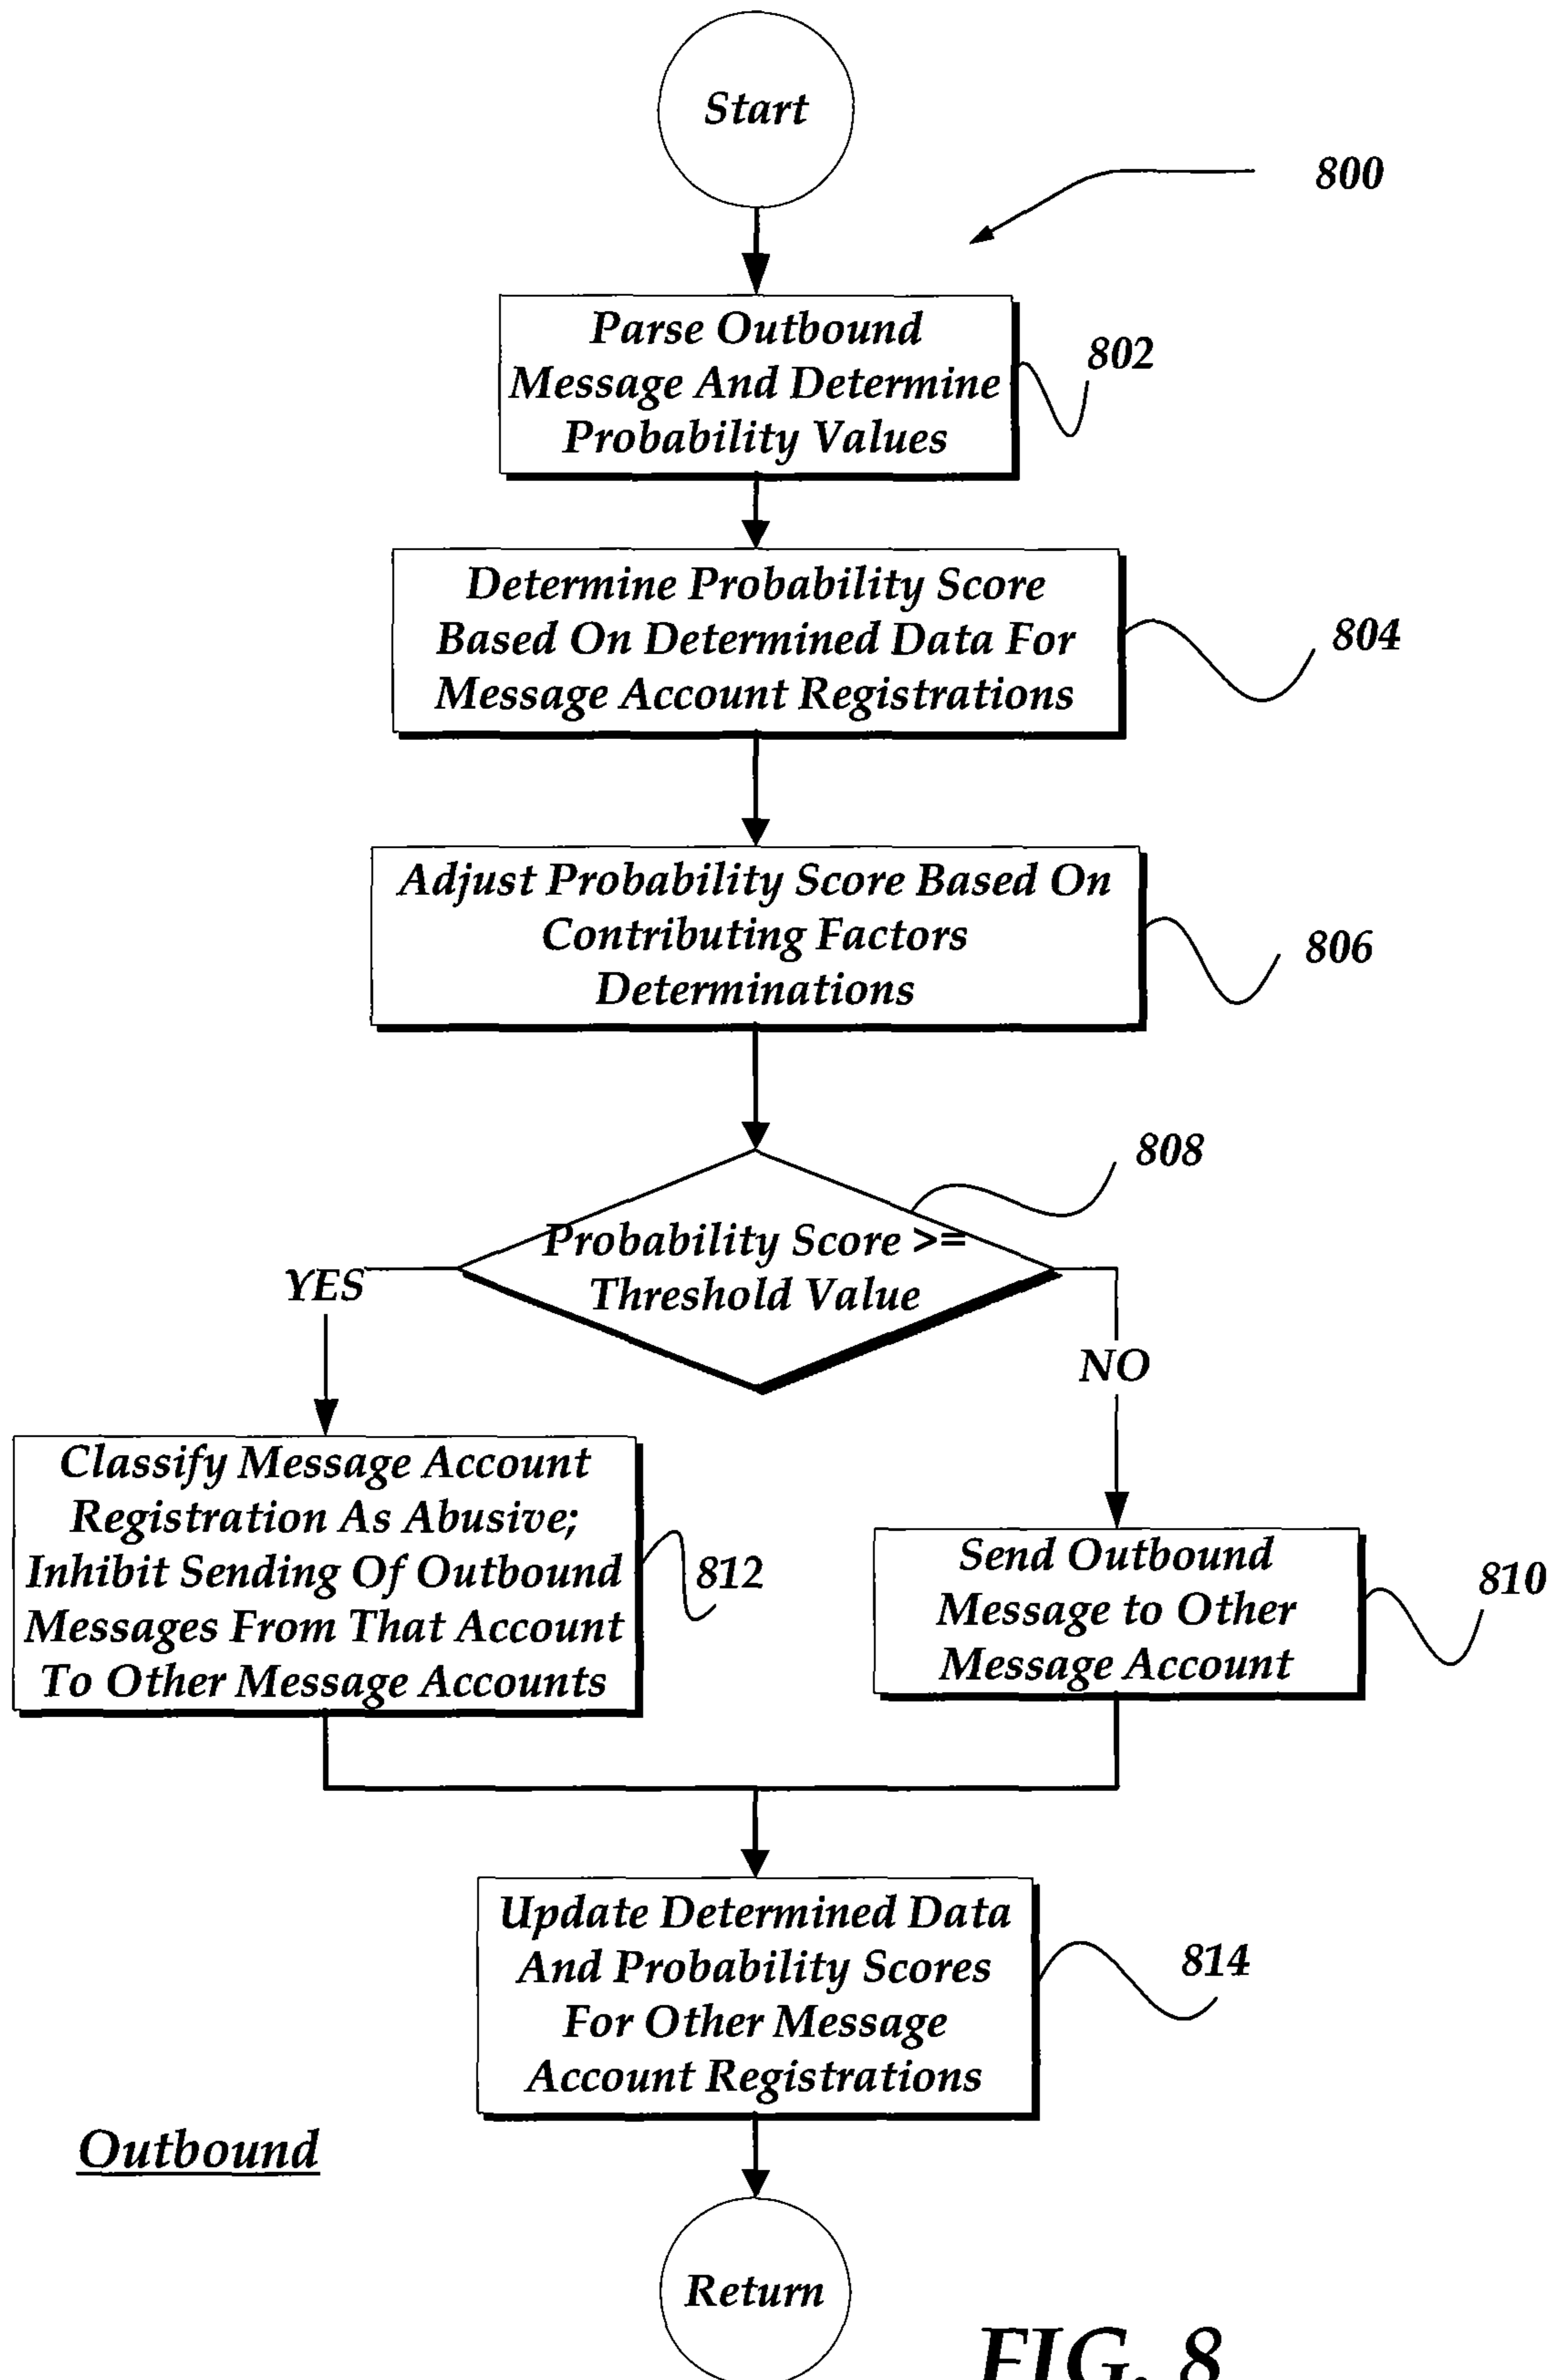 Start
800
Parse Outbound
Message And Determine
Probability Values
802
Determine Probability Score
Based On Determined Data For
Message Account Registrations
804
Adjust Probability Score Based On
Contributing Factors
Determinations
806
808
Probability Score >=
Threshold Value
YES
NO
Classify Message Account
Registration As Abusive;
Inhibit Sending Of Outbound
Messages From That Account
To Other Message Accounts
812
Send Outbound
Message to Other
Message Account
810
Update Determined Data
And Probability Scores
For Other Message
Account Registrations
814
Outbound
Return
FIG. 8